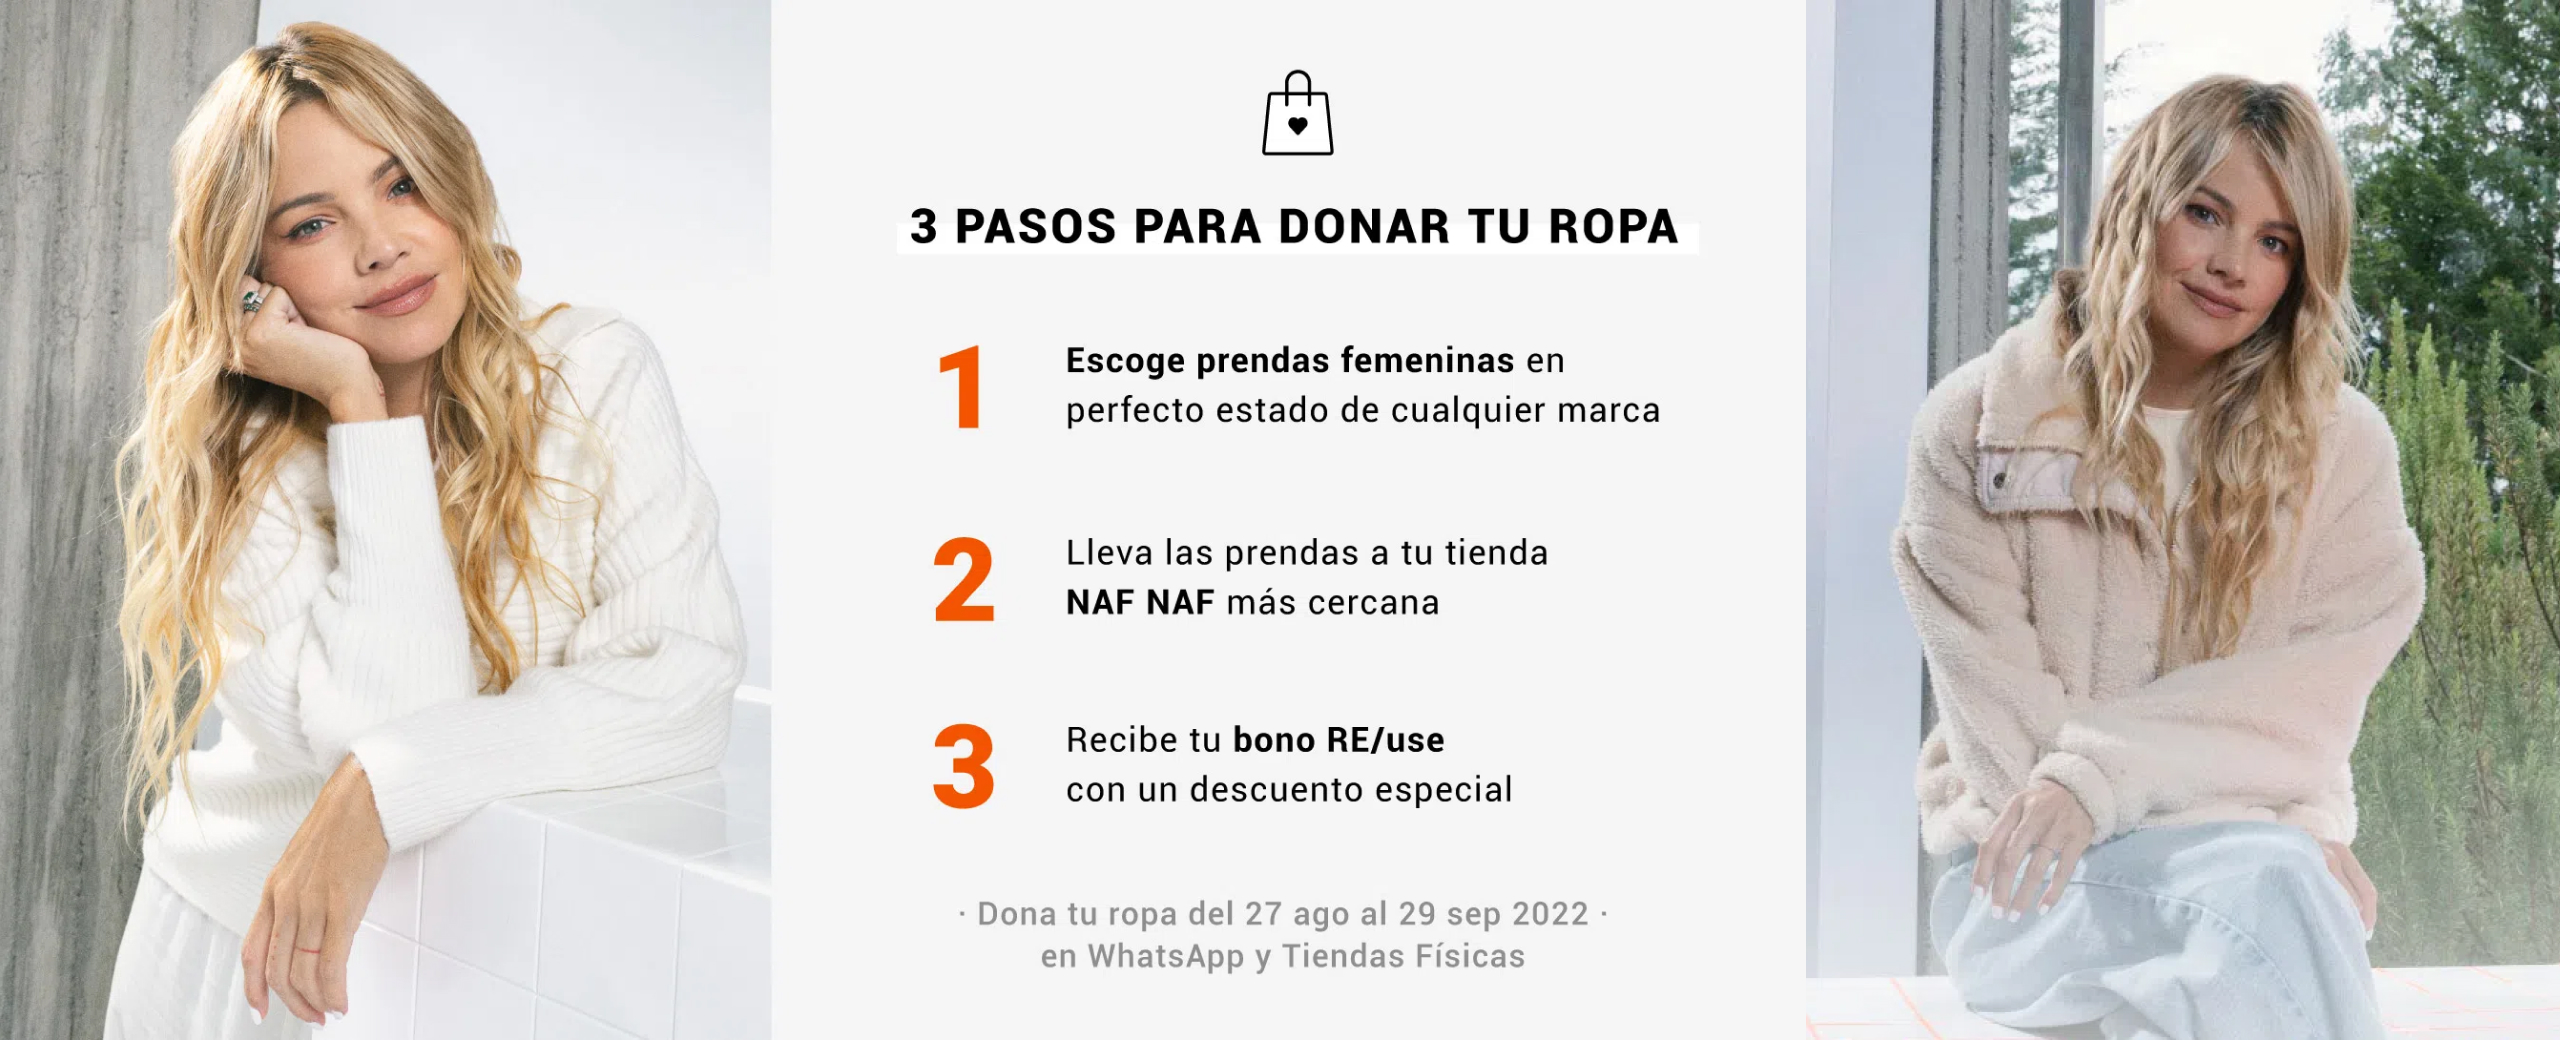 3 PASOS PARA DONAR TU ROPA
1
Escoge prendas femeninas en
perfecto estado de cualquier marca
2
Lleva las prendas a tu tienda
NAF NAF más cercana
3
Recibe tu bono RE/use
con un descuento especial
· Dona tu ropa del 27 ago al 29 sep 2022 ·
en WhatsApp y Tiendas Físicas